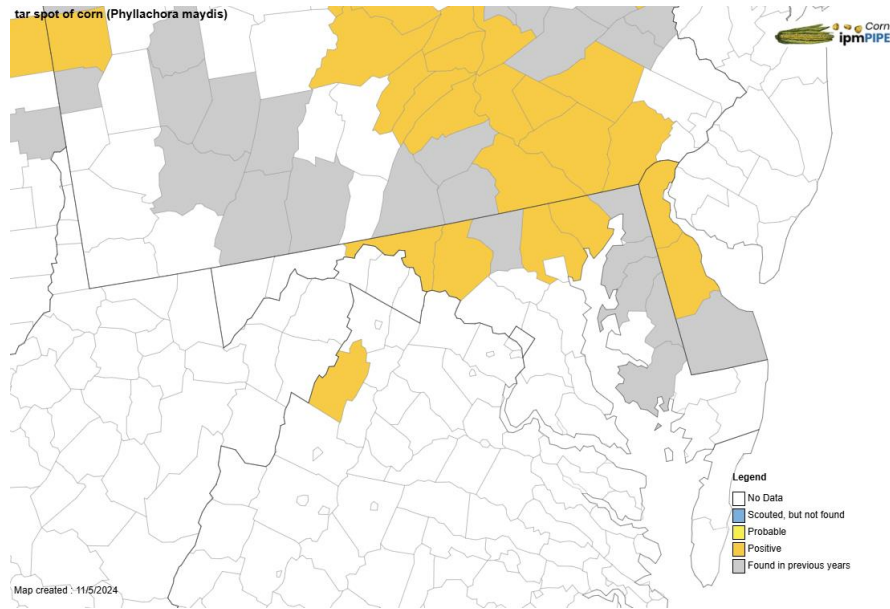 tar spot of corn (Phyllachora maydis)
Corn
ipmPIPE
Legend
No Data
Scouted, but not found
Probable
Positive
Found in previous years
Map created : 11/5/2024